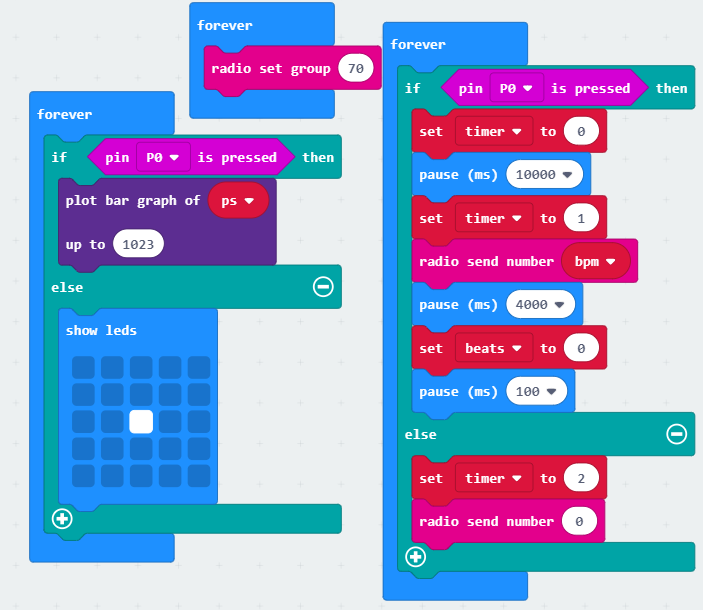 forever
radio set group 70
forever
if pin P0 is pressed then
plot bar graph of ps
up to 1023
else
show leds
forever
if pin P0 is pressed then
set timer to 0
pause (ms) 10000
set timer to 1
radio send number bpm
pause (ms) 4000
set beats to 0
pause (ms) 100
else
set timer to 2
radio send number 0